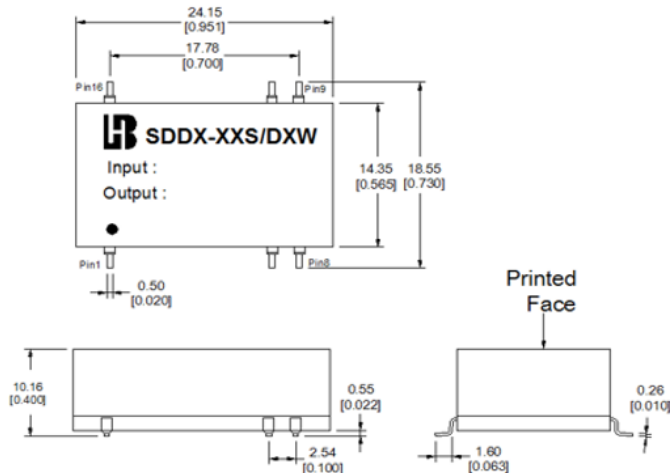 24.15
[0.951]
17.78
[0.700]
Pin16
Pin9
HB SDDX-XXS/DXW
Input :
Output :
14.35
[0.565]
18.55
[0.730]
Pin1
Pin8
0.50
[0.020]
Printed
Face
10.16
[0.400]
0.55
[0.022]
2.54
[0.100]
0.26
[0.010]
1.60
[0.063]